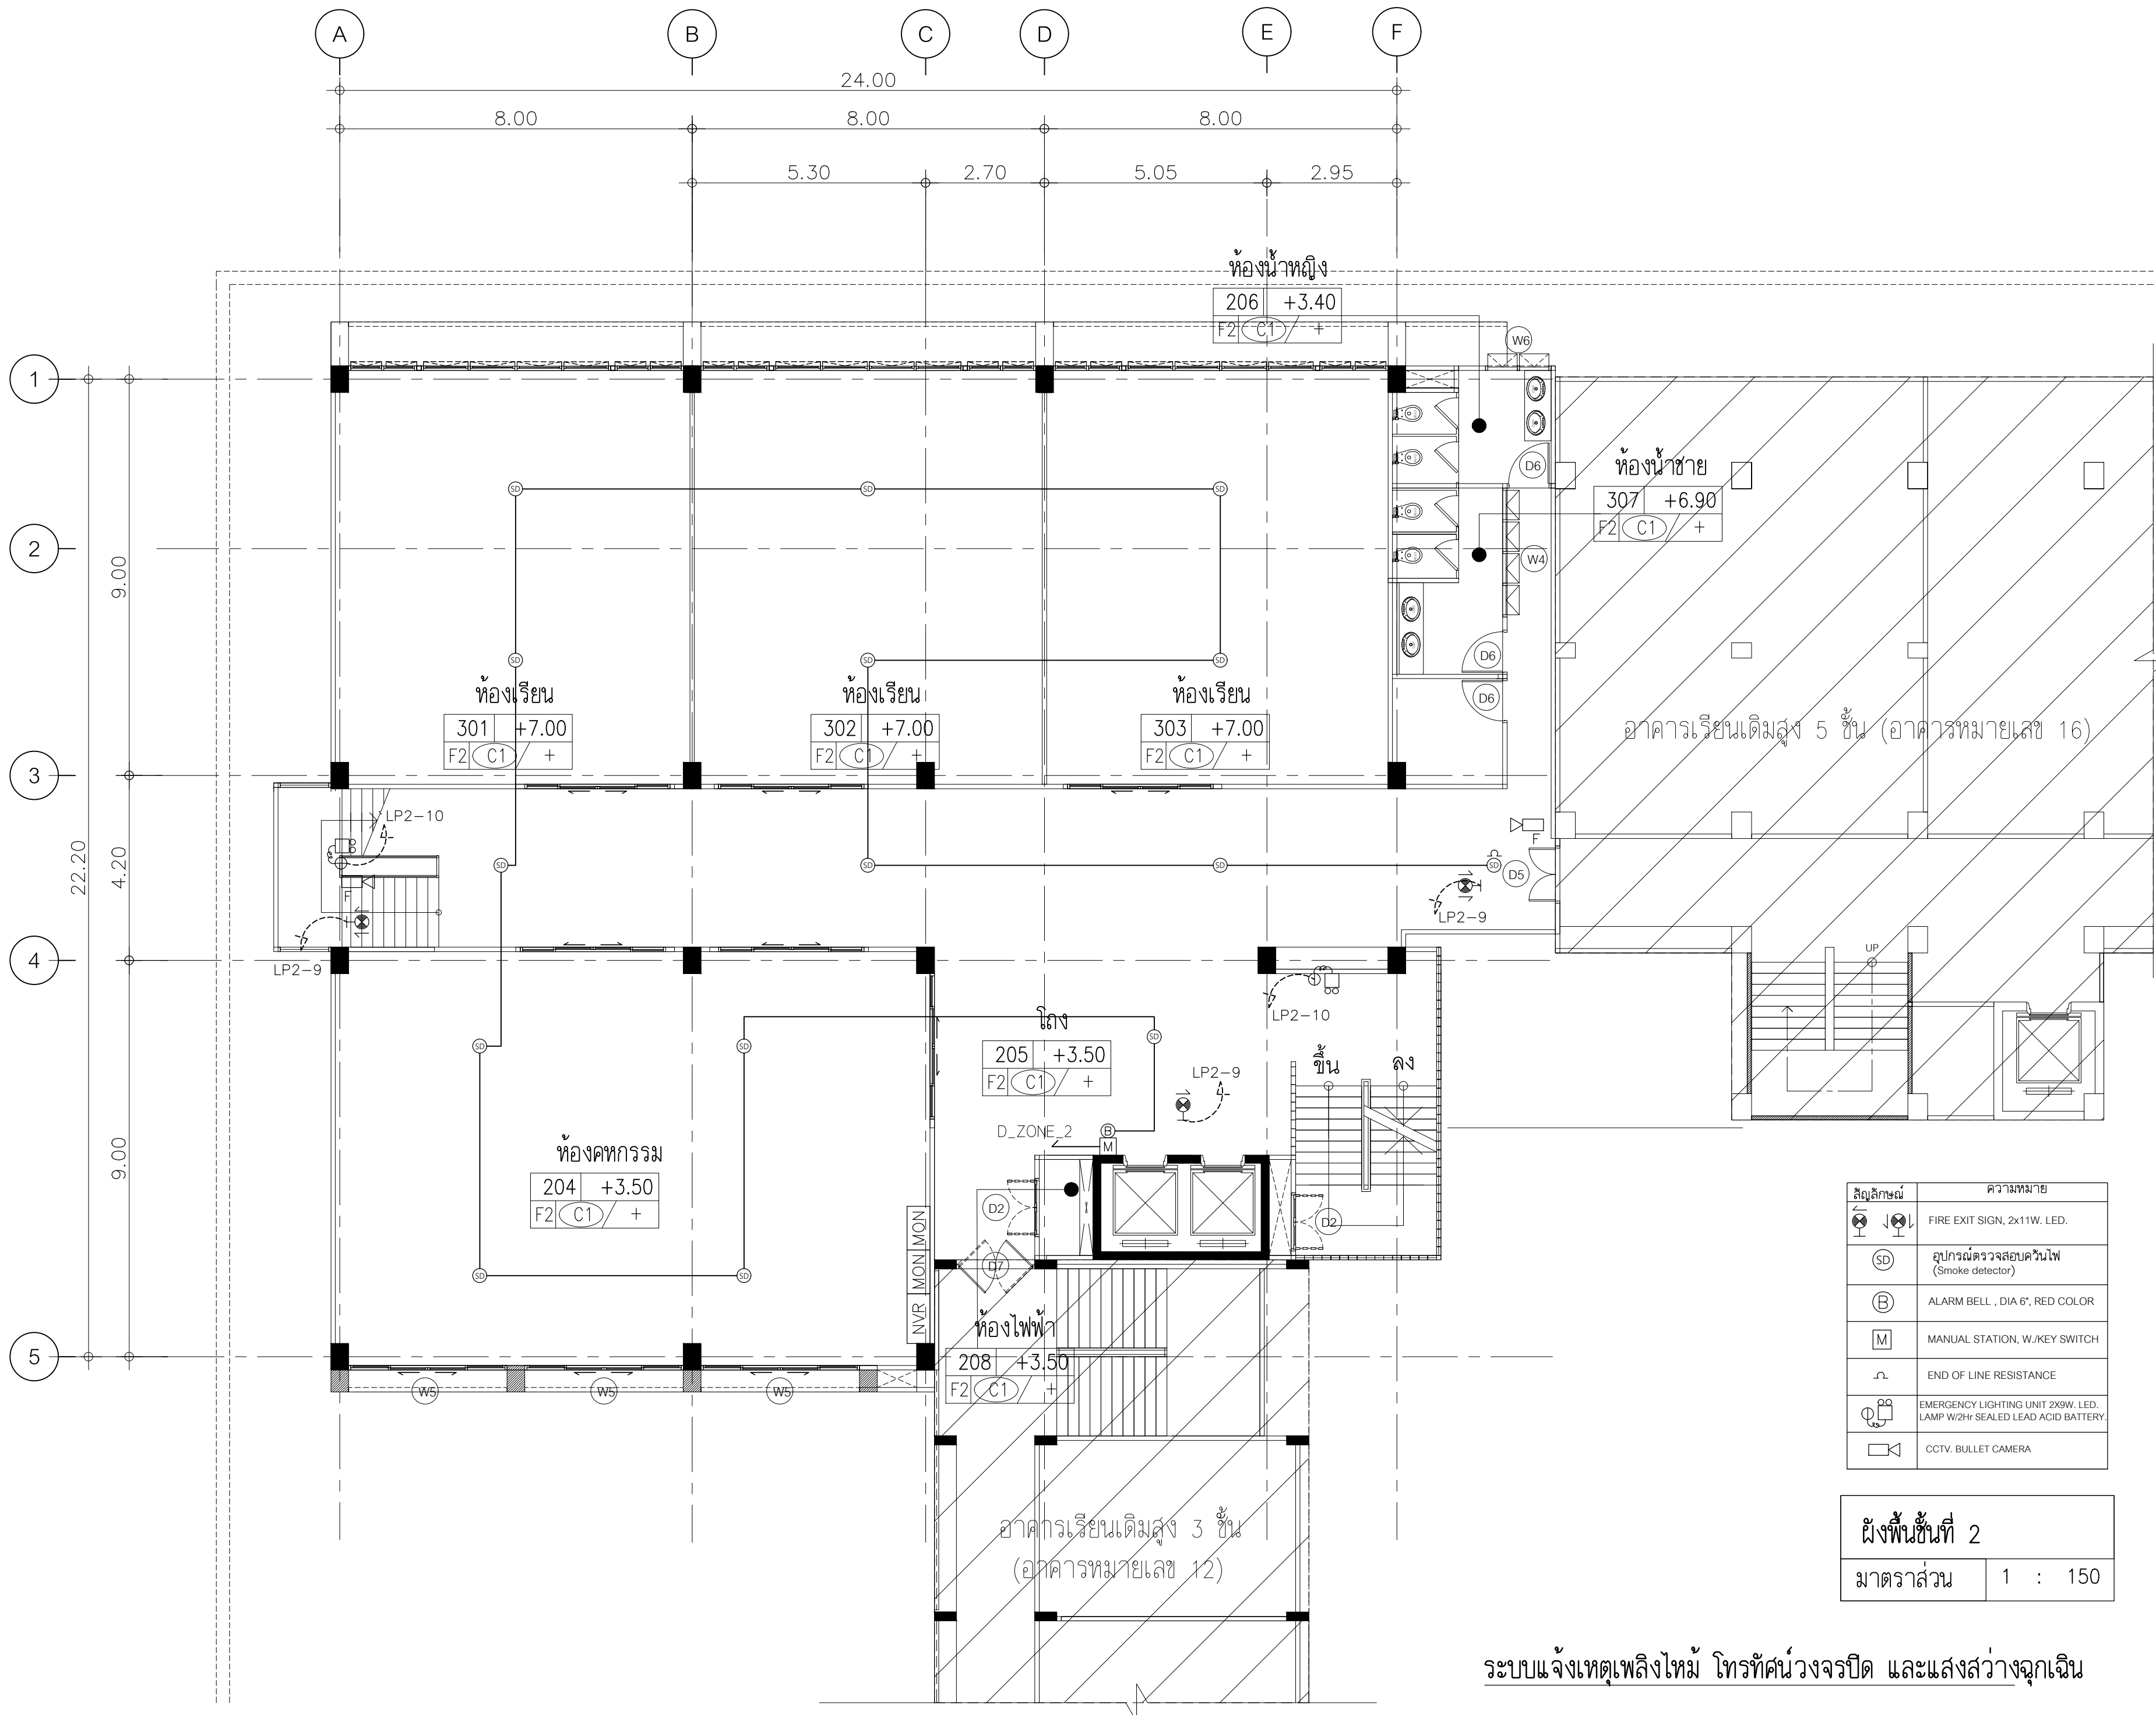 A B C D E F
24.00
8.00 8.00 8.00
5.30 2.70 5.05 2.95
ห้องน้ำหญิง
206 +3.40
F2 C1 +
W6
1
D6
ห้องน้ำชาย
307 +6.90
F2 C1 +
2
W4
9.00
D6
D6
ห้องเรียน
301 +7.00
F2 C1 +
ห้องเรียน
302 +7.00
F2 C1 +
ห้องเรียน
303 +7.00
F2 C1 +
อาคารเรียนเดิมสูง 5 ชั้น (อาคารหมายเลข 16)
3
SD SD SD
SD SD SD
LP2-10
F
F
22.20
4.20
SD SD SD SD
D5
LP2-9
LP2-9
4
UP
LP2-10
SD SD SD
โถง
205 +3.50
F2 C1 +
ขึ้น ลง
LP2-9
D_ZONE_2
B
M
9.00
ห้องคหกรรม
204 +3.50
F2 C1 +
D2
D2
D7
SD SD
MON
MON
NVR
ห้องไฟฟ้า
208 +3.50
F2 C1 +
5
W5 W5 W5
อาคารเรียนเดิมสูง 3 ชั้น
(อาคารหมายเลข 12)
สัญลักษณ์ ความหมาย
FIRE EXIT SIGN, 2x11W. LED.
SD อุปกรณ์ตรวจสอบควันไฟ
(Smoke detector)
B ALARM BELL , DIA 6", RED COLOR
M MANUAL STATION, W./KEY SWITCH
END OF LINE RESISTANCE
EMERGENCY LIGHTING UNIT 2X9W. LED.
LAMP W/2Hr SEALED LEAD ACID BATTERY.
CCTV. BULLET CAMERA
ผังพื้นชั้นที่ 2
มาตราส่วน 1 : 150
ระบบแจ้งเหตุเพลิงไหม้ โทรทัศน์วงจรปิด และแสงสว่างฉุกเฉิน